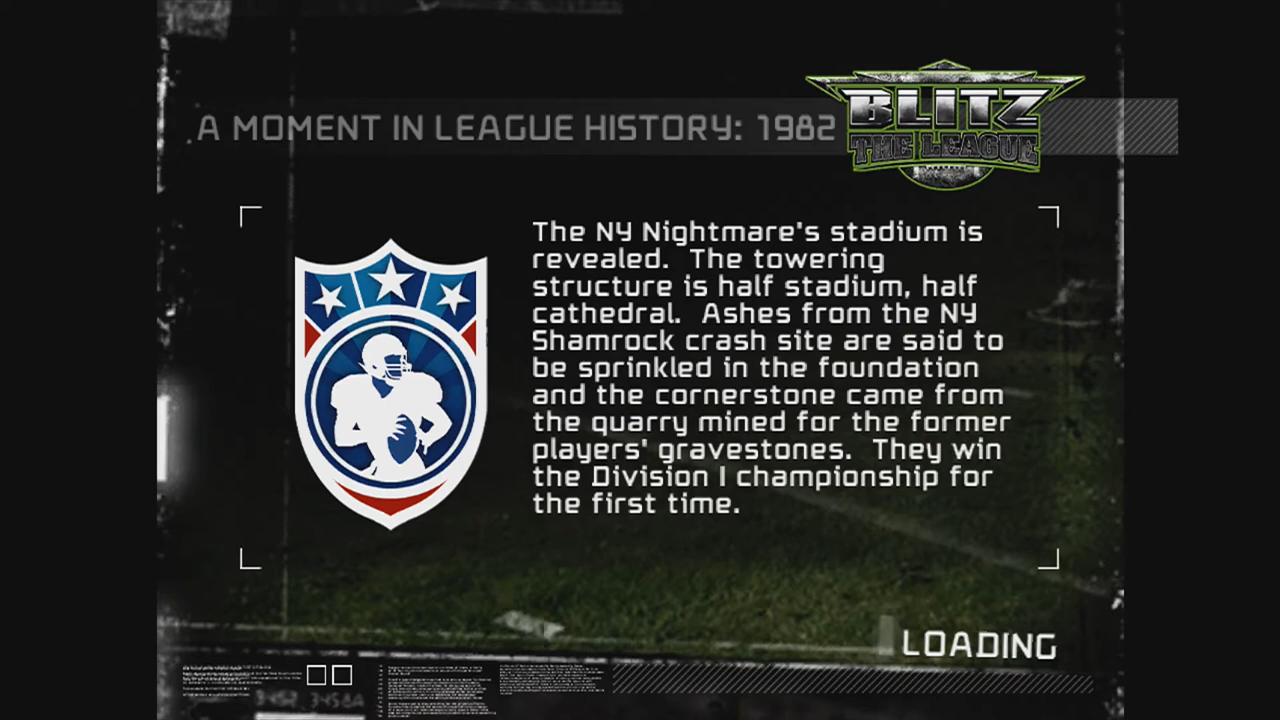 A MOMENT IN LEAGUE HISTORY: 1982
BLITZ
THE LEAGUE
The NY Nightmare's stadium is
revealed. The towering
structure is half stadium, half
cathedral. Ashes from the NY
Shamrock crash site are said to
be sprinkled in the foundation
and the cornerstone came from
the quarry mined for the former
players' gravestones. They win
the Division I championship for
the first time.
LOADING
3458A